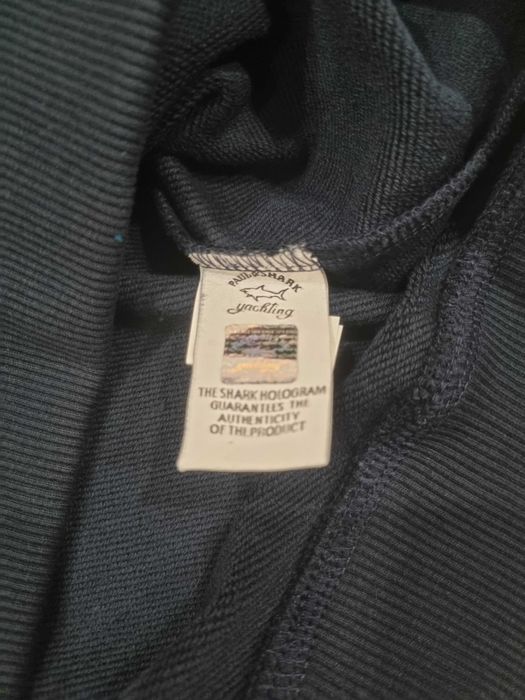 PAUL & SHARK
yachting
THE SHARK HOLOGRAM
GUARANTEES THE
AUTHENTICITY
OF THE PRODUCT